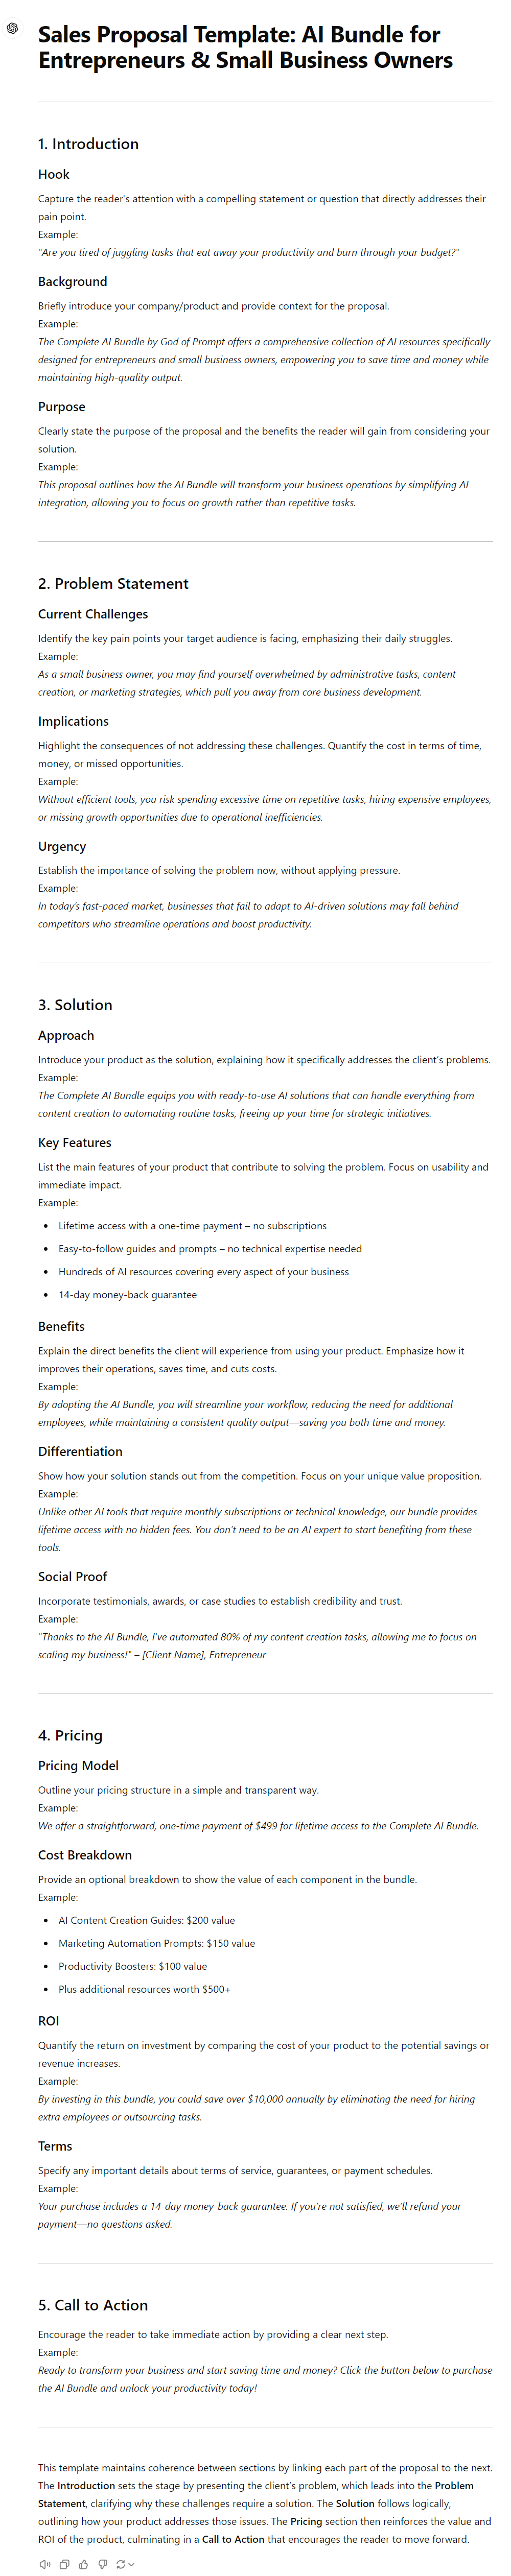 Sales Proposal Template: AI Bundle for
Entrepreneurs & Small Business Owners
1. Introduction
Hook
Capture the reader's attention with a compelling statement or question that directly addresses their
pain point.
Example:
"Are you tired of juggling tasks that eat away your productivity and burn through your budget?"
Background
Briefly introduce your company/product and provide context for the proposal.
Example:
The Complete AI Bundle by God of Prompt offers a comprehensive collection of AI resources specifically
designed for entrepreneurs and small business owners, empowering you to save time and money while
maintaining high-quality output.
Purpose
Clearly state the purpose of the proposal and the benefits the reader will gain from considering your
solution.
Example:
This proposal outlines how the AI Bundle will transform your business operations by simplifying AI
integration, allowing you to focus on growth rather than repetitive tasks.
2. Problem Statement
Current Challenges
Identify the key pain points your target audience is facing, emphasizing their daily struggles.
Example:
As a small business owner, you may find yourself overwhelmed by administrative tasks, content
creation, or marketing strategies, which pull you away from core business development.
Implications
Highlight the consequences of not addressing these challenges. Quantify the cost in terms of time,
money, or missed opportunities.
Example:
Without efficient tools, you risk spending excessive time on repetitive tasks, hiring expensive employees,
or missing growth opportunities due to operational inefficiencies.
Urgency
Establish the importance of solving the problem now, without applying pressure.
Example:
In today's fast-paced market, businesses that fail to adapt to AI-driven solutions may fall behind
competitors who streamline operations and boost productivity.
3. Solution
Approach
Introduce your product as the solution, explaining how it specifically addresses the client's problems.
Example:
The Complete AI Bundle equips you with ready-to-use AI solutions that can handle everything from
content creation to automating routine tasks, freeing up your time for strategic initiatives.
Key Features
List the main features of your product that contribute to solving the problem. Focus on usability and
immediate impact.
Example:
• Lifetime access with a one-time payment – no subscriptions
• Easy-to-follow guides and prompts – no technical expertise needed
• Hundreds of AI resources covering every aspect of your business
• 14-day money-back guarantee
Benefits
Explain the direct benefits the client will experience from using your product. Emphasize how it
improves their operations, saves time, and cuts costs.
Example:
By adopting the AI Bundle, you will streamline your workflow, reducing the need for additional
employees, while maintaining a consistent quality output—saving you both time and money.
Differentiation
Show how your solution stands out from the competition. Focus on your unique value proposition.
Example:
Unlike other AI tools that require monthly subscriptions or technical knowledge, our bundle provides
lifetime access with no hidden fees. You don't need to be an AI expert to start benefiting from these
tools.
Social Proof
Incorporate testimonials, awards, or case studies to establish credibility and trust.
Example:
"Thanks to the AI Bundle, I've automated 80% of my content creation tasks, allowing me to focus on
scaling my business!" – [Client Name], Entrepreneur
4. Pricing
Pricing Model
Outline your pricing structure in a simple and transparent way.
Example:
We offer a straightforward, one-time payment of $499 for lifetime access to the Complete AI Bundle.
Cost Breakdown
Provide an optional breakdown to show the value of each component in the bundle.
Example:
• AI Content Creation Guides: $200 value
• Marketing Automation Prompts: $150 value
• Productivity Boosters: $100 value
• Plus additional resources worth $500+
ROI
Quantify the return on investment by comparing the cost of your product to the potential savings or
revenue increases.
Example:
By investing in this bundle, you could save over $10,000 annually by eliminating the need for hiring
extra employees or outsourcing tasks.
Terms
Specify any important details about terms of service, guarantees, or payment schedules.
Example:
Your purchase includes a 14-day money-back guarantee. If you're not satisfied, we'll refund your
payment—no questions asked.
5. Call to Action
Encourage the reader to take immediate action by providing a clear next step.
Example:
Ready to transform your business and start saving time and money? Click the button below to purchase
the AI Bundle and unlock your productivity today!
This template maintains coherence between sections by linking each part of the proposal to the next.
The Introduction sets the stage by presenting the client's problem, which leads into the Problem
Statement, clarifying why these challenges require a solution. The Solution follows logically,
outlining how your product addresses those issues. The Pricing section then reinforces the value and
ROI of the product, culminating in a Call to Action that encourages the reader to move forward.